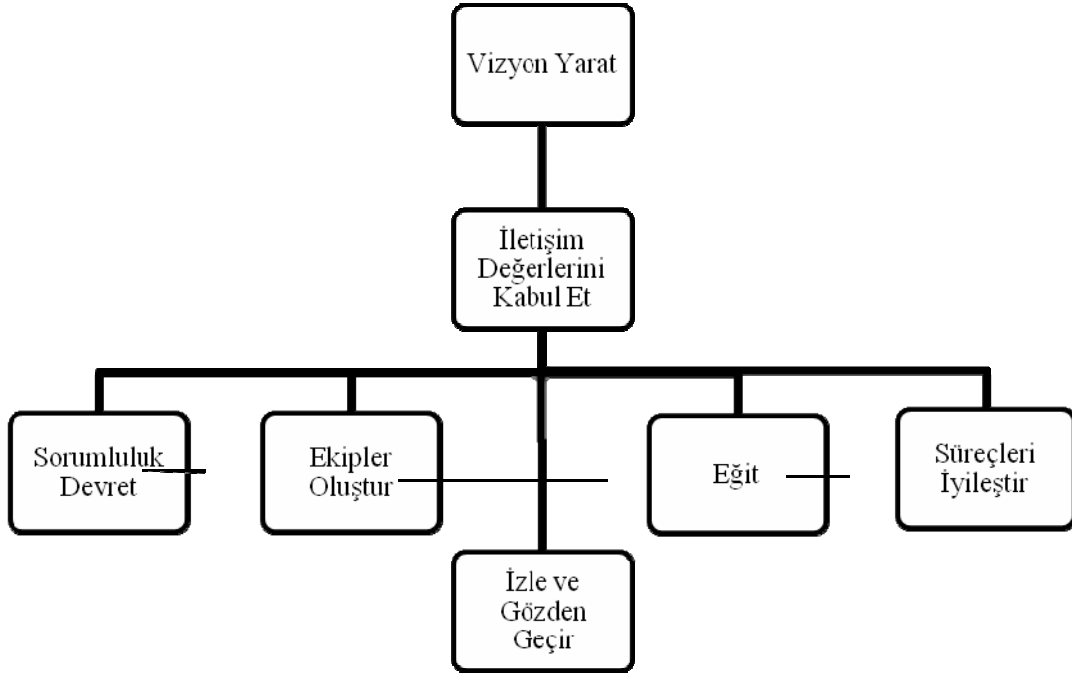 Vizyon Yarat
İletişim
Değerlerini
Kabul Et
Sorumluluk
Devret
Ekipler
Oluştur
Eğit
Süreçleri
İyileştir
İzle ve
Gözden
Geçir